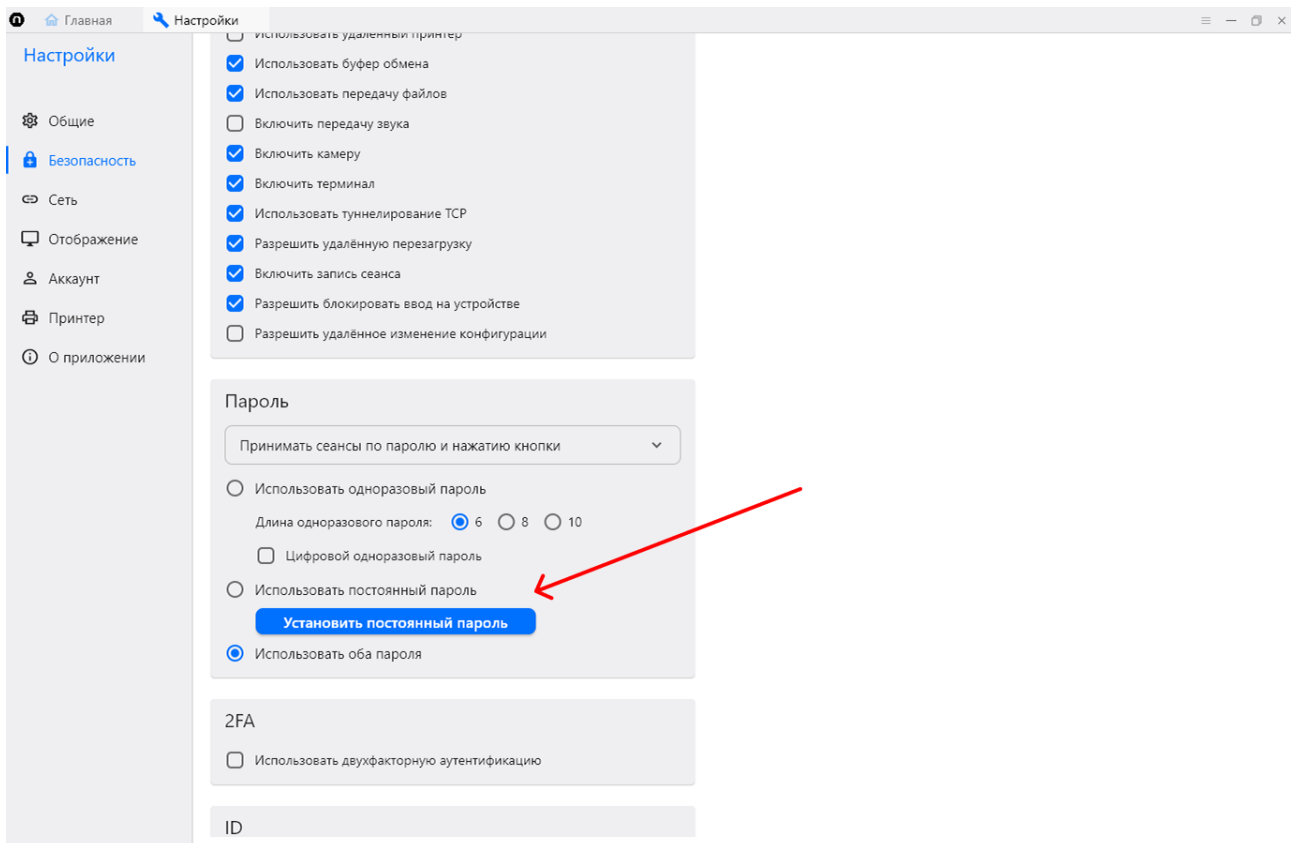 Главная
Настройки
Настройки
Общие
Безопасность
Сеть
Отображение
Аккаунт
Принтер
О приложении
Использовать удалённый принтер
Использовать буфер обмена
Использовать передачу файлов
Включить передачу звука
Включить камеру
Включить терминал
Использовать туннелирование TCP
Разрешить удалённую перезагрузку
Включить запись сеанса
Разрешить блокировать ввод на устройстве
Разрешить удалённое изменение конфигурации
Пароль
Принимать сеансы по паролю и нажатию кнопки
Использовать одноразовый пароль
Длина одноразового пароля: 6 8 10
Цифровой одноразовый пароль
Использовать постоянный пароль
Установить постоянный пароль
Использовать оба пароля
2FA
Использовать двухфакторную аутентификацию
ID